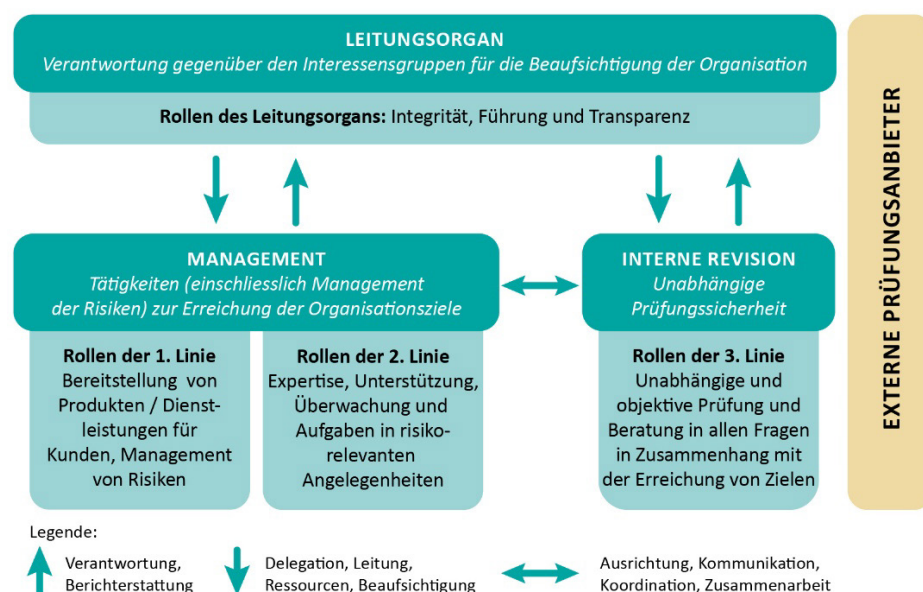 LEITUNGSORGAN
Verantwortung gegenüber den Interessensgruppen für die Beaufsichtigung der Organisation
Rollen des Leitungsorgans: Integrität, Führung und Transparenz
MANAGEMENT
Tätigkeiten (einschliesslich Management
der Risiken) zur Erreichung der Organisationsziele
Rollen der 1. Linie
Bereitstellung von
Produkten / Dienst-
leistungen für
Kunden, Management
von Risiken
Rollen der 2. Linie
Expertise, Unterstützung,
Überwachung und
Aufgaben in risiko-
relevanten
Angelegenheiten
INTERNE REVISION
Unabhängige
Prüfungssicherheit
Rollen der 3. Linie
Unabhängige und
objektive Prüfung und
Beratung in allen Fragen
in Zusammenhang mit
der Erreichung von Zielen
EXTERNE PRÜFUNGSANBIETER
Legende:
Verantwortung,
Berichterstattung
Delegation, Leitung,
Ressourcen, Beaufsichtigung
Ausrichtung, Kommunikation,
Koordination, Zusammenarbeit